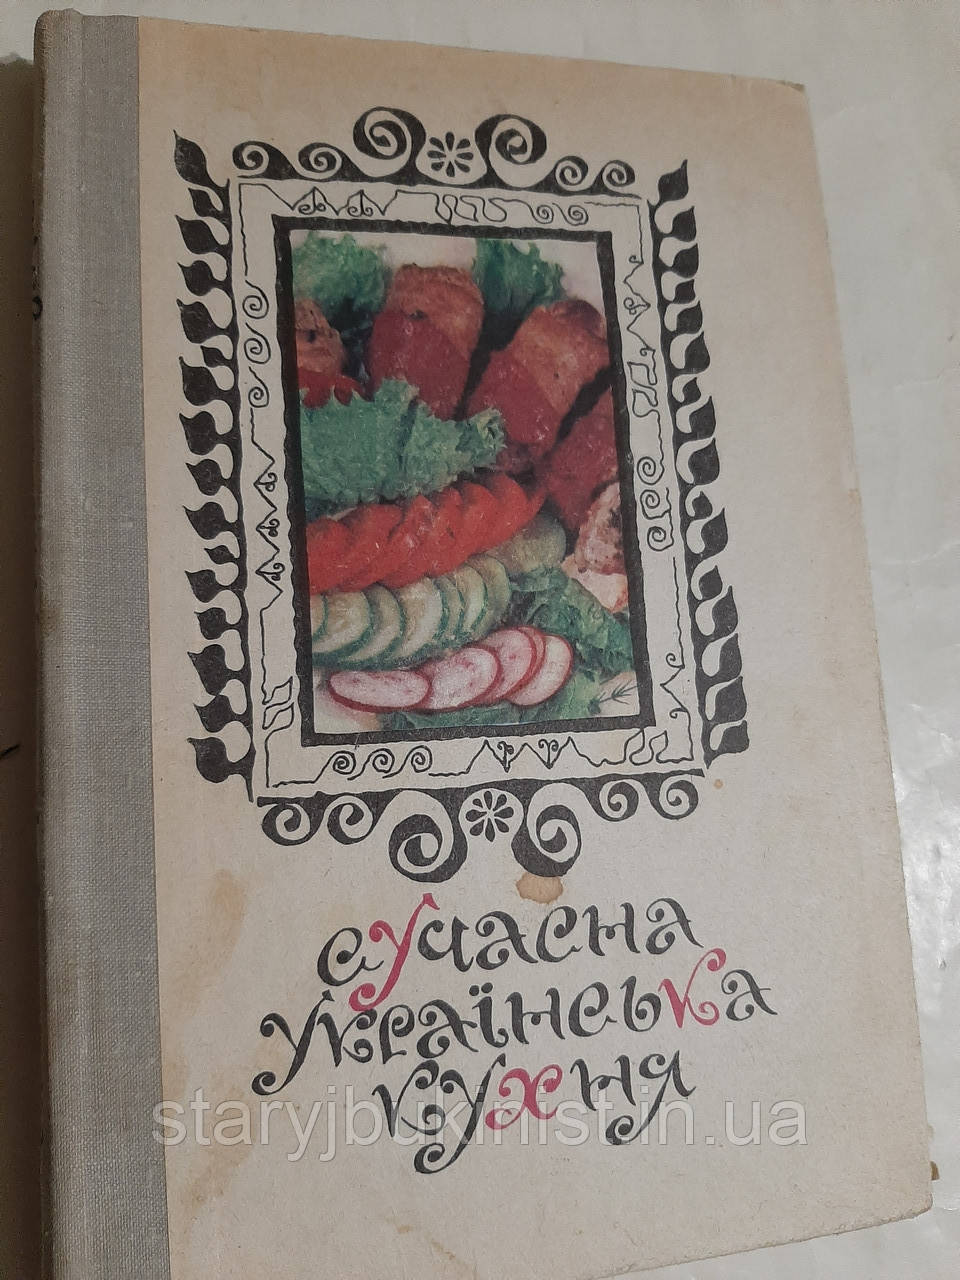 сучасна
українська
кухня
staryjbukinist.in.ua